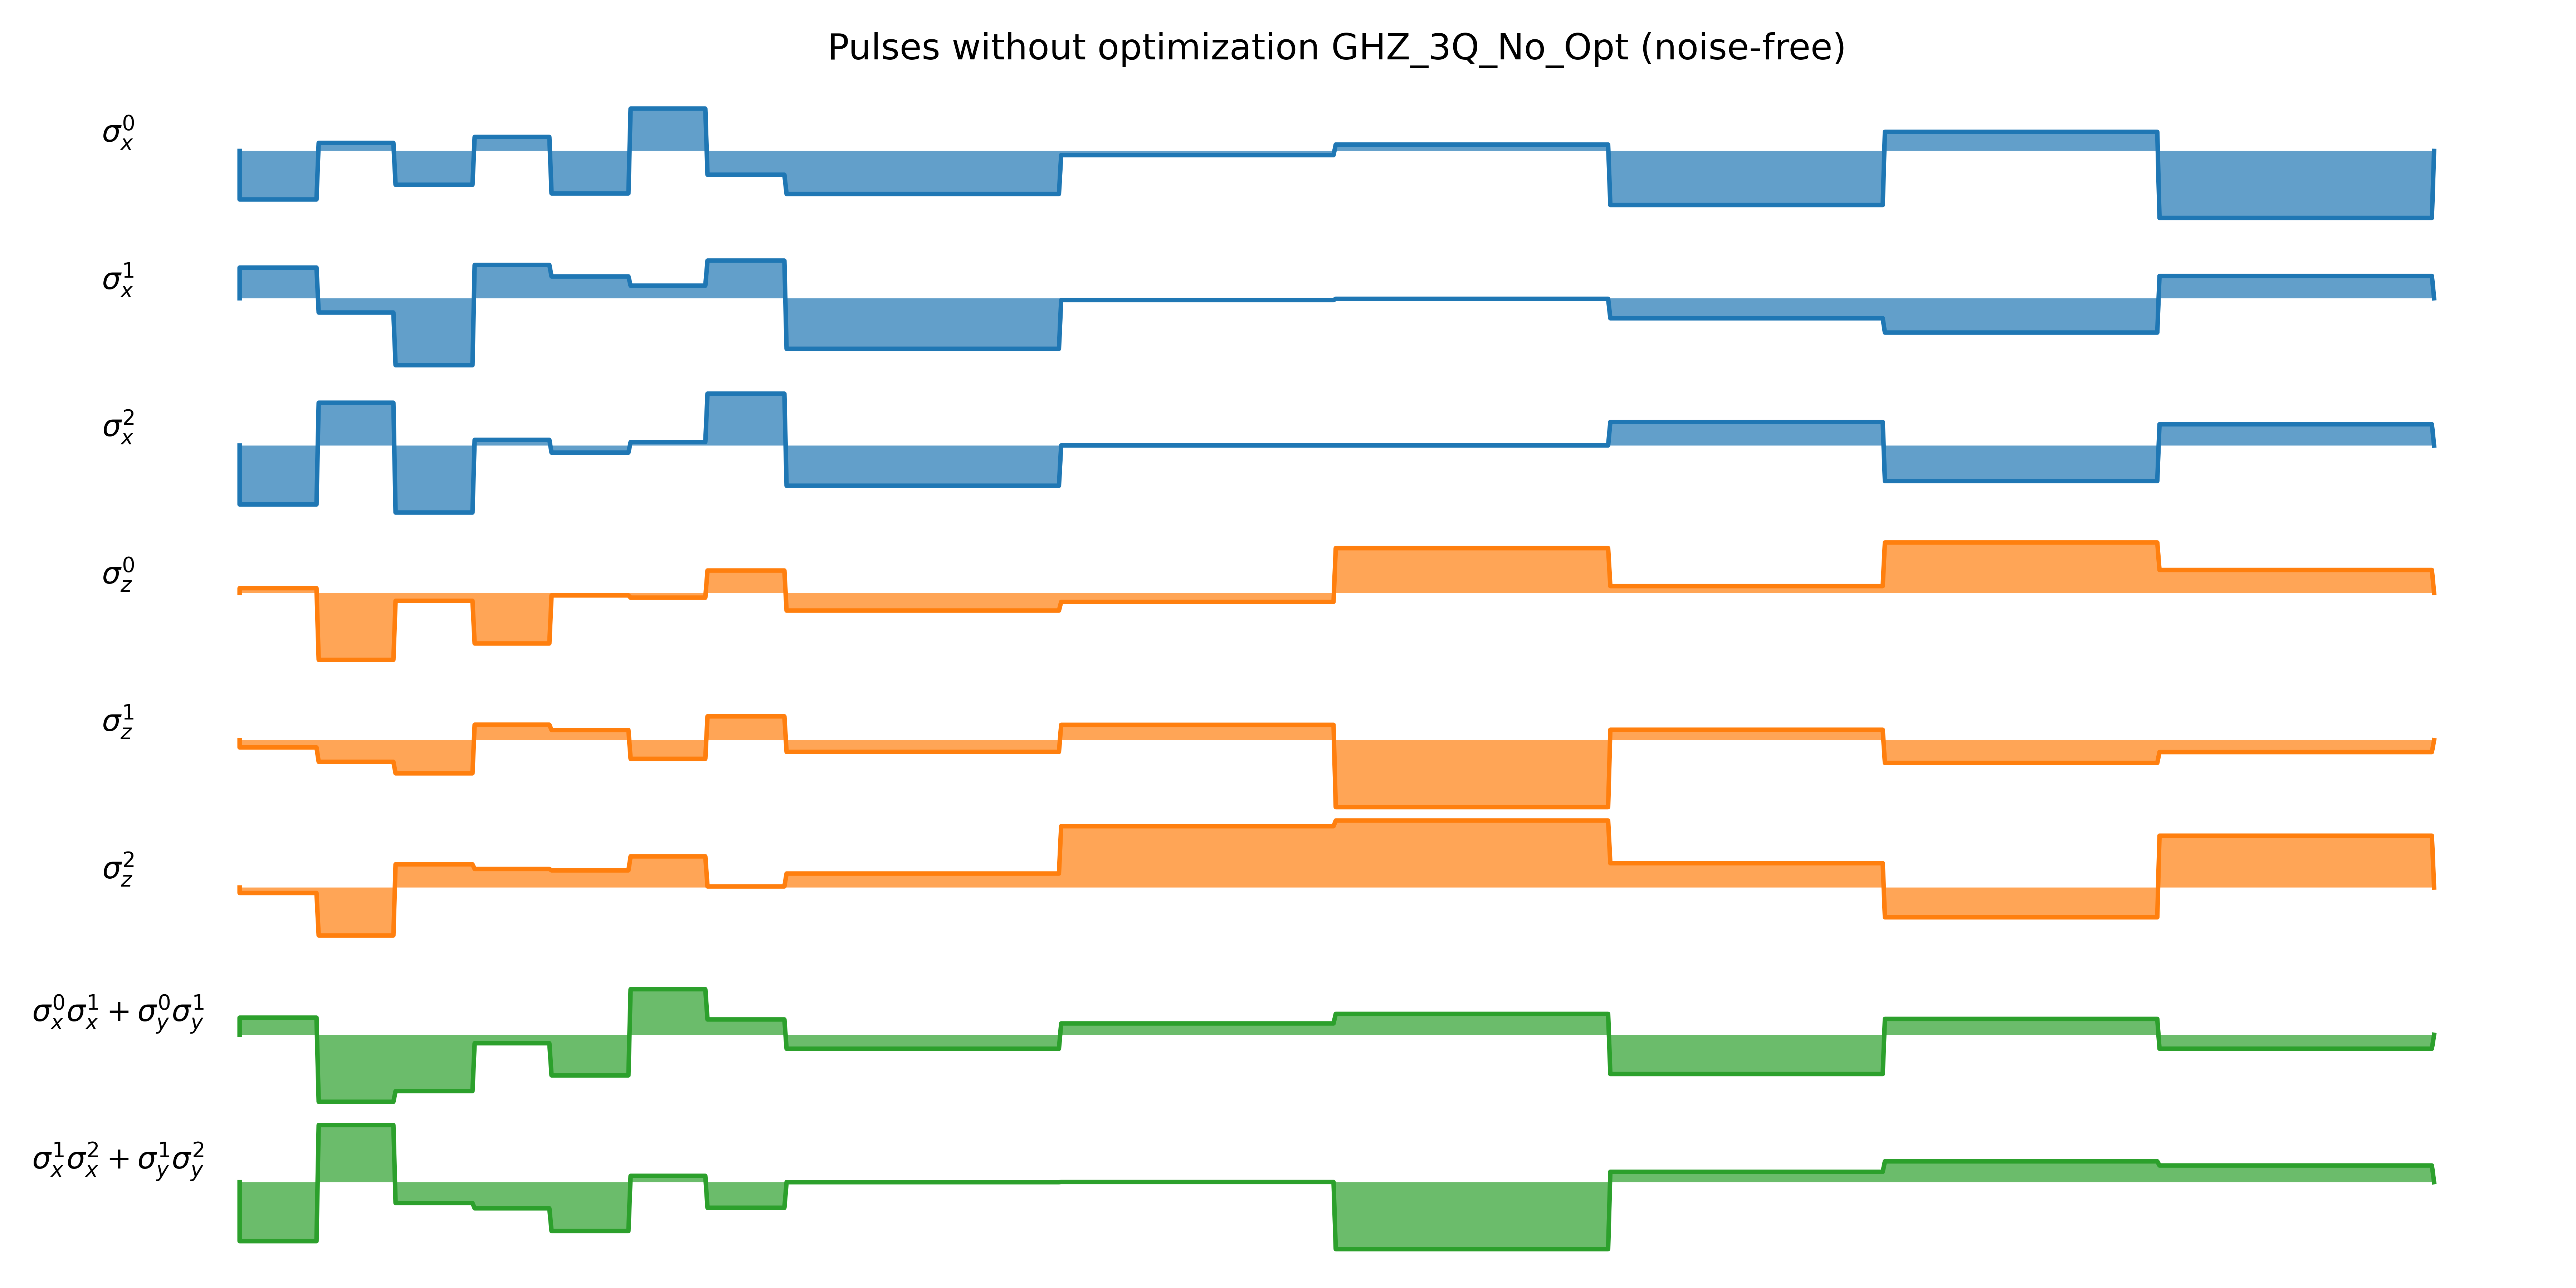 Pulses without optimization GHZ_3Q_No_Opt (noise-free)
σ_x^0
σ_x^1
σ_x^2
σ_z^0
σ_z^1
σ_z^2
σ_x^0σ_x^1 + σ_y^0σ_y^1
σ_x^1σ_x^2 + σ_y^1σ_y^2